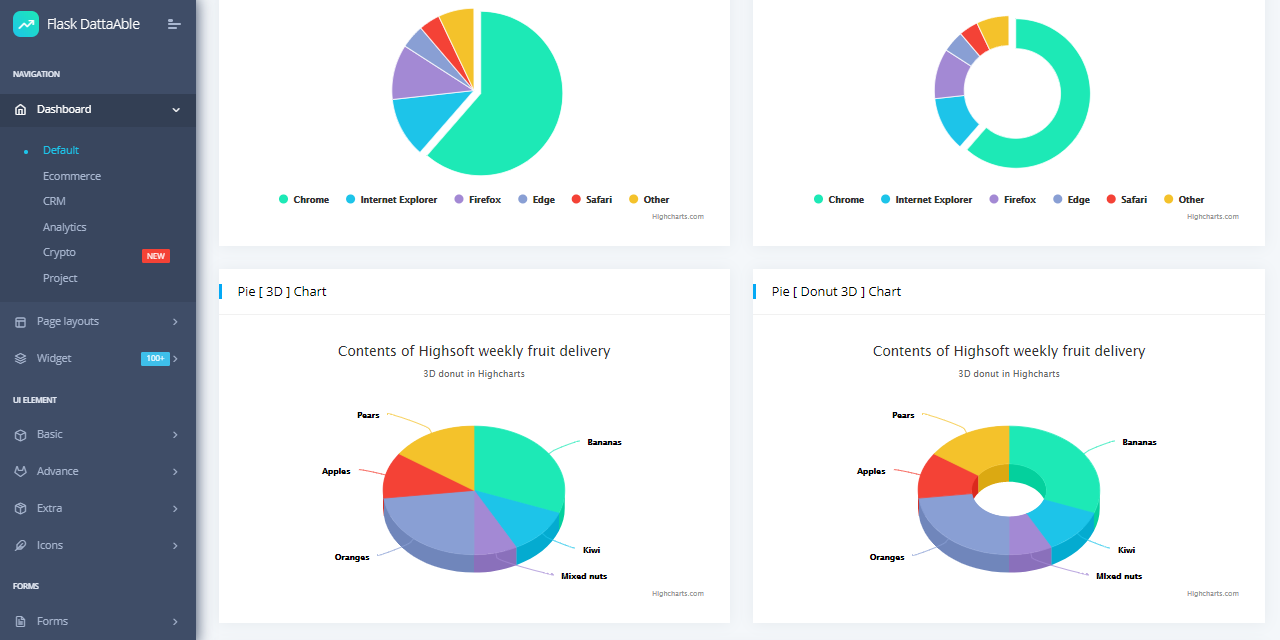 Flask DattaAble
NAVIGATION
Dashboard
Default
Ecommerce
CRM
Analytics
Crypto NEW
Project
Page layouts
Widget 100+
UI ELEMENT
Basic
Advance
Extra
Icons
FORMS
Forms
Chrome Internet Explorer Firefox Edge Safari Other
Highcharts.com
Chrome Internet Explorer Firefox Edge Safari Other
Highcharts.com
Pie [ 3D ] Chart
Contents of Highsoft weekly fruit delivery
3D donut in Highcharts
Pears
Bananas
Apples
Oranges
Kiwi
Mixed nuts
Highcharts.com
Pie [ Donut 3D ] Chart
Contents of Highsoft weekly fruit delivery
3D donut in Highcharts
Pears
Bananas
Apples
Oranges
Kiwi
Mixed nuts
Highcharts.com